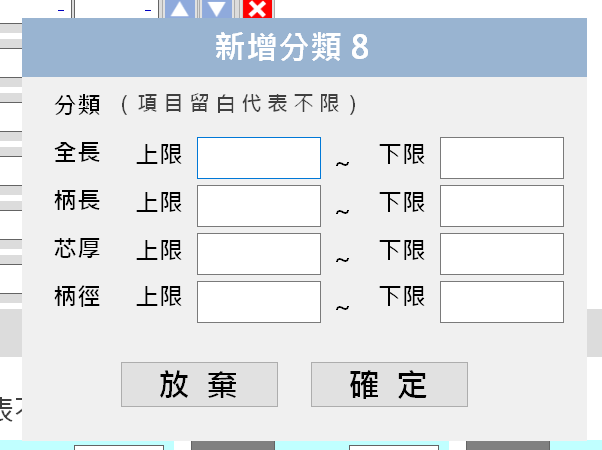 新增分類 8
分類 （項目留白代表不限）
全長 上限 ~ 下限
柄長 上限 ~ 下限
芯厚 上限 ~ 下限
柄徑 上限 ~ 下限
放 棄 確 定